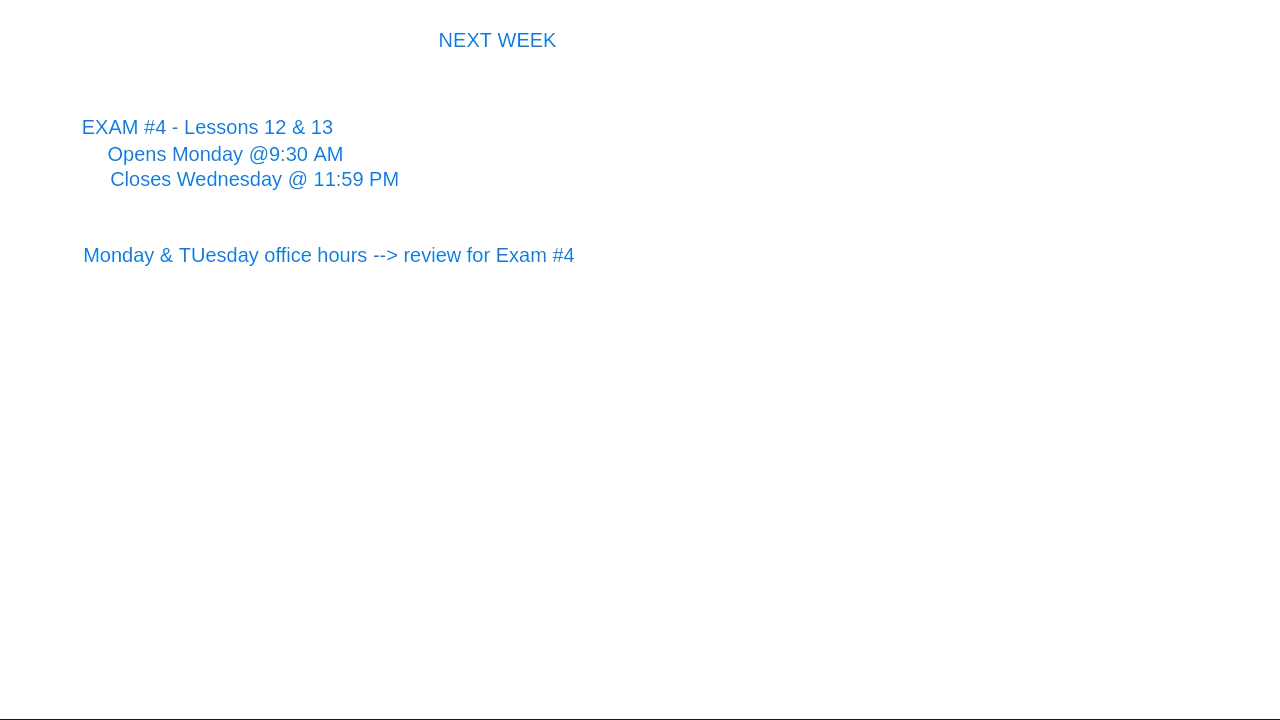 NEXT WEEK
EXAM #4 - Lessons 12 & 13
Opens Monday @9:30 AM
Closes Wednesday @ 11:59 PM
Monday & TUesday office hours --> review for Exam #4